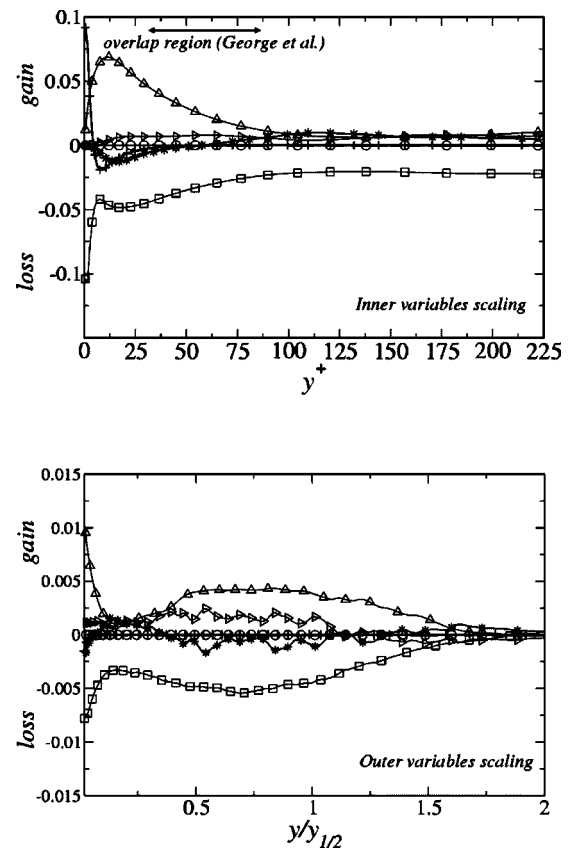 0.1
overlap region (George et al.)
gain
0.05
0
-0.05
loss
-0.1
Inner variables scaling
0 25 50 75 100 125 150 175 200 225
y+
0.015
gain
0.01
0.005
0
-0.005
loss
-0.01
Outer variables scaling
-0.015
0.5 1 1.5 2
y/y1/2